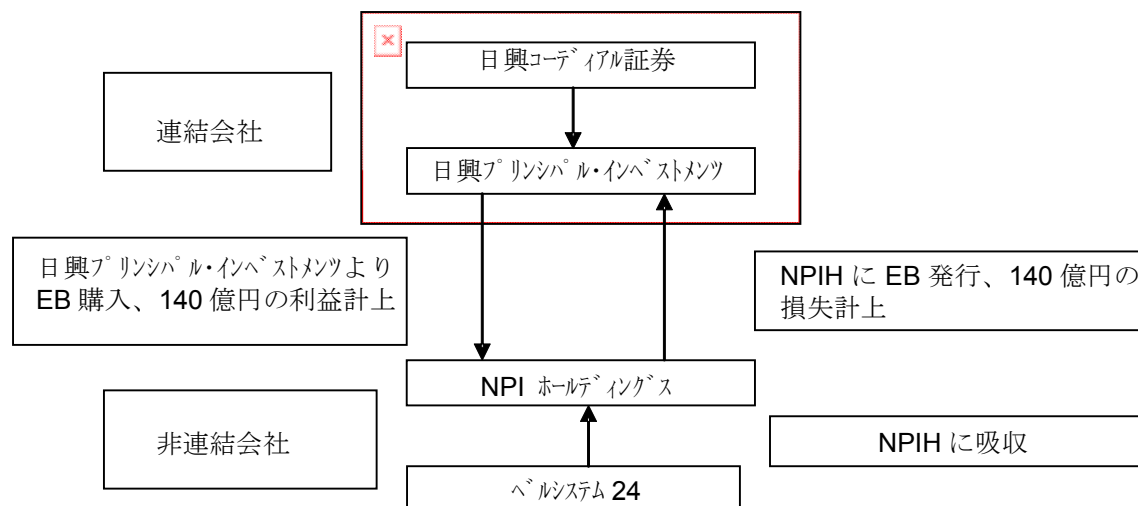 日興ｺｰﾃﾞｨｱﾙ証券
連結会社
日興ﾌﾟﾘﾝｼﾊﾟﾙ・ｲﾝﾍﾞｽﾄﾒﾝﾂ
日興ﾌﾟﾘﾝｼﾊﾟﾙ・ｲﾝﾍﾞｽﾄﾒﾝﾂより
EB 購入、140 億円の利益計上
NPIH に EB 発行、140 億円の
損失計上
NPI ﾎｰﾙﾃﾞｨﾝｸﾞｽ
非連結会社
NPIH に吸収
ﾍﾞﾙｼｽﾃﾑ 24